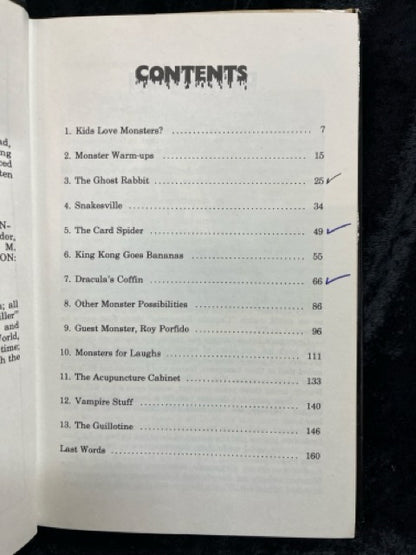 CONTENTS
1. Kids Love Monsters? ........ 7
2. Monster Warm-ups ........ 15
3. The Ghost Rabbit ........ 25
4. Snakesville ........ 34
5. The Card Spider ........ 49
6. King Kong Goes Bananas ........ 55
7. Dracula's Coffin ........ 66
8. Other Monster Possibilities ........ 86
9. Guest Monster, Roy Porfido ........ 96
10. Monsters for Laughs ........ 111
11. The Acupuncture Cabinet ........ 133
12. Vampire Stuff ........ 140
13. The Guillotine ........ 146
Last Words ........ 160